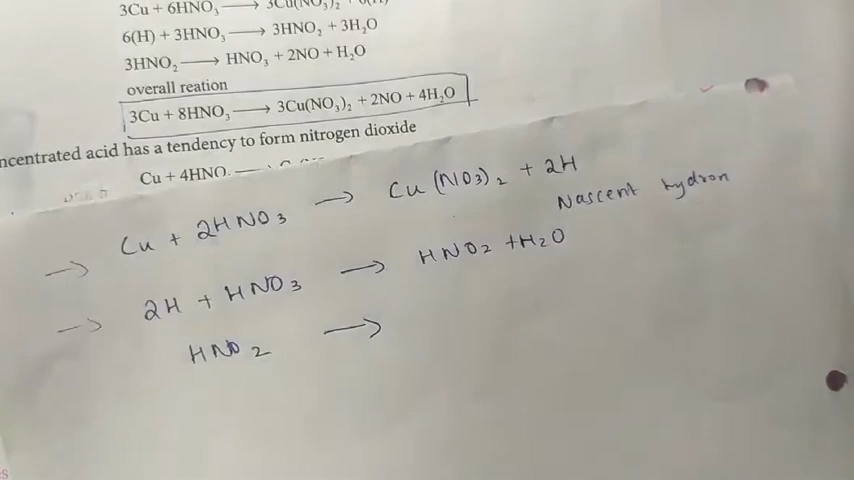 3Cu + 6HNO₃ ⟶ 3Cu(NO₃)₂
6(H) + 3HNO₃ ⟶ 3HNO₂ + 3H₂O
3HNO₂ ⟶ HNO₃ + 2NO + H₂O
overall reation
3Cu + 8HNO₃ ⟶ 3Cu(NO₃)₂ + 2NO + 4H₂O
ncentrated acid has a tendency to form nitrogen dioxide
Cu + 4HNO
→ Cu + 2HNO3 → Cu(NO3)2 + 2H
Nascent hydron
→ 2H + HNO3 → HNO2 + H2O
HNO2 →